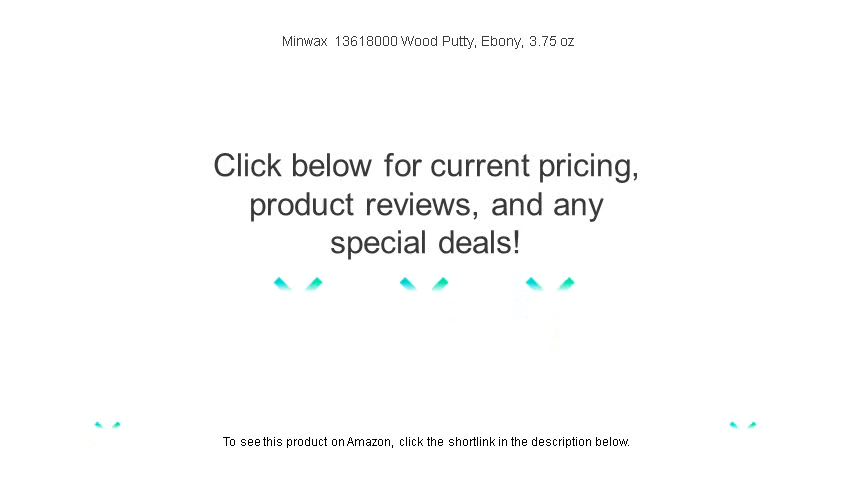 Minwax 13618000 Wood Putty, Ebony, 3.75 oz
Click below for current pricing,
product reviews, and any
special deals!
To see this product on Amazon, click the shortlink in the description below.